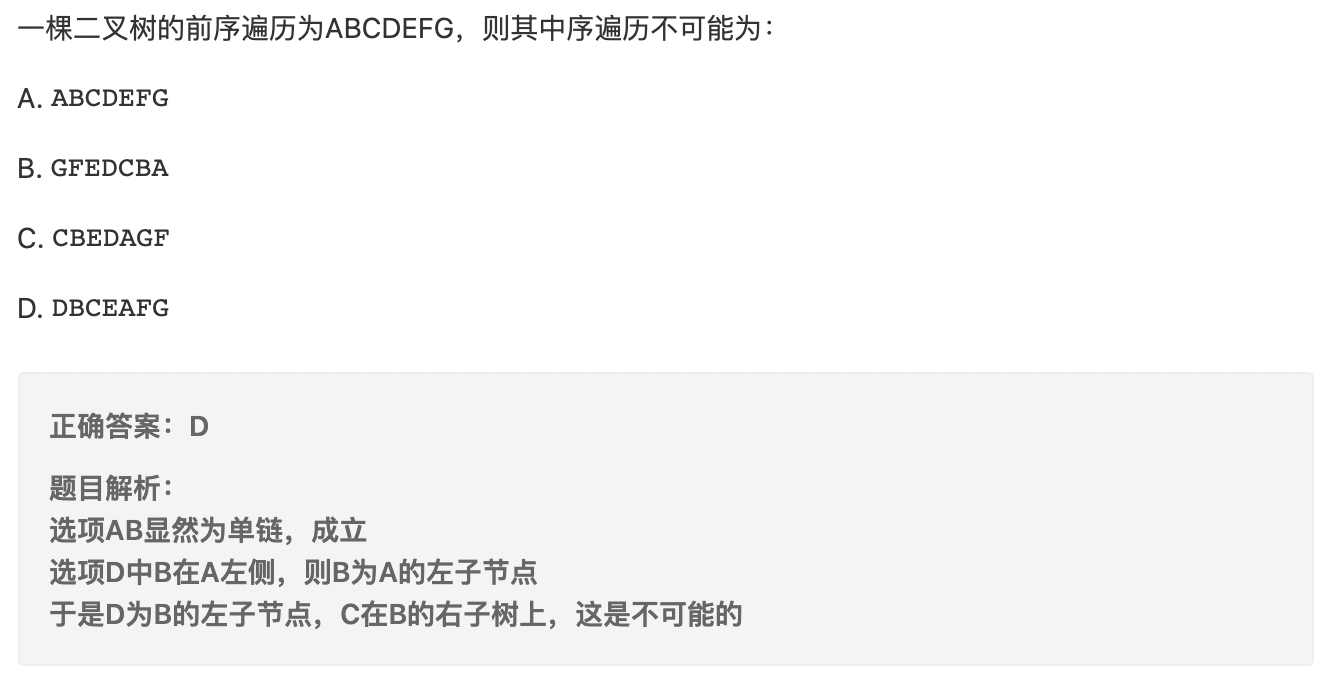 一棵二叉树的前序遍历为ABCDEFG，则其中序遍历不可能为：
A. ABCDEFG
B. GFEDCBA
C. CBEDAGF
D. DBCEAFG
正确答案：D
题目解析：
选项AB显然为单链，成立
选项D中B在A左侧，则B为A的左子节点
于是D为B的左子节点，C在B的右子树上，这是不可能的